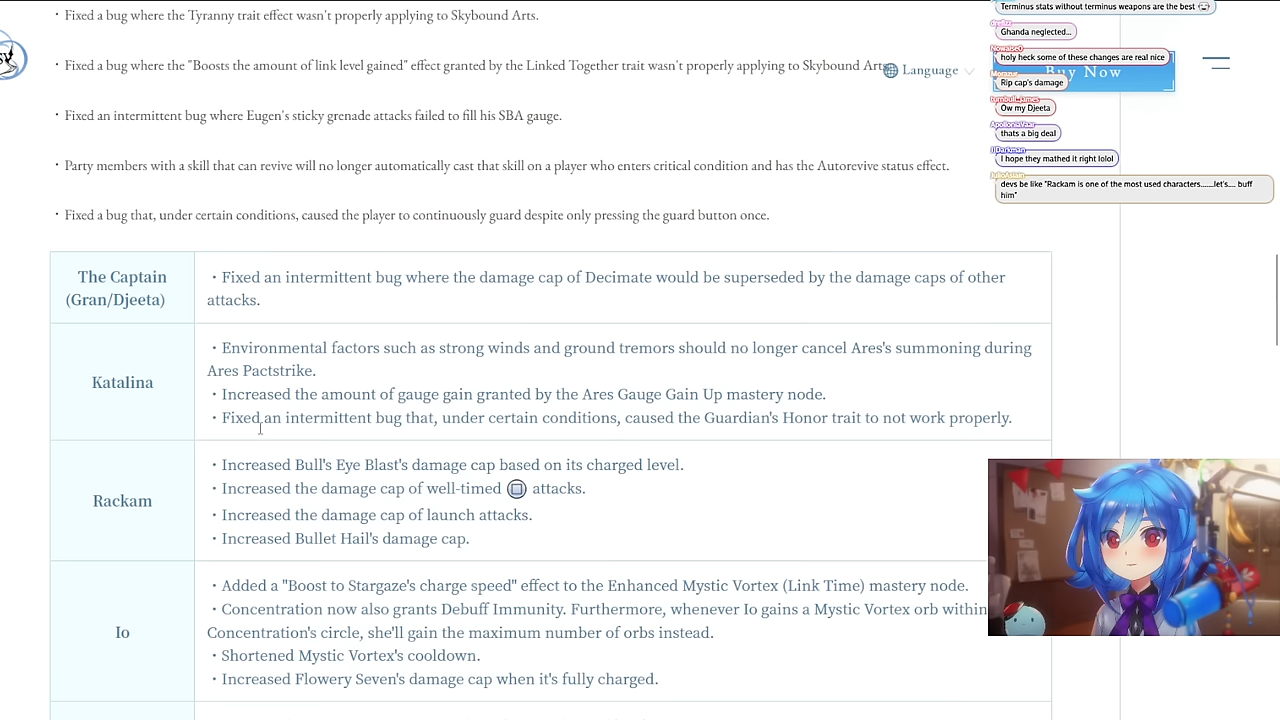 ・Fixed a bug where the Tyranny trait effect wasn't properly applying to Skybound Arts.
・Fixed a bug where the "Boosts the amount of link level gained" effect granted by the Linked Together trait wasn't properly applying to Skybound Arts.
Language
Buy Now
・Fixed an intermittent bug where Eugen's sticky grenade attacks failed to fill his SBA gauge.
・Party members with a skill that can revive will no longer automatically cast that skill on a player who enters critical condition and has the Autorevive status effect.
・Fixed a bug that, under certain conditions, caused the player to continuously guard despite only pressing the guard button once.
Terminus stats without terminus weapons are the best
Ghanda neglected...
holy heck some of these changes are real nice
Rip cap's damage
Ow my Djeeta
thats a big deal
I hope they mathed it right lolol
devs be like "Rackam is one of the most used characters.......let's.... buff
him"
The Captain
(Gran/Djeeta)
・Fixed an intermittent bug where the damage cap of Decimate would be superseded by the damage caps of other
attacks.
Katalina
・Environmental factors such as strong winds and ground tremors should no longer cancel Ares's summoning during
Ares Pactstrike.
・Increased the amount of gauge gain granted by the Ares Gauge Gain Up mastery node.
・Fixed an intermittent bug that, under certain conditions, caused the Guardian's Honor trait to not work properly.
Rackam
・Increased Bull's Eye Blast's damage cap based on its charged level.
・Increased the damage cap of well-timed attacks.
・Increased the damage cap of launch attacks.
・Increased Bullet Hail's damage cap.
Io
・Added a "Boost to Stargaze's charge speed" effect to the Enhanced Mystic Vortex (Link Time) mastery node.
・Concentration now also grants Debuff Immunity. Furthermore, whenever Io gains a Mystic Vortex orb within
Concentration's circle, she'll gain the maximum number of orbs instead.
・Shortened Mystic Vortex's cooldown.
・Increased Flowery Seven's damage cap when it's fully charged.